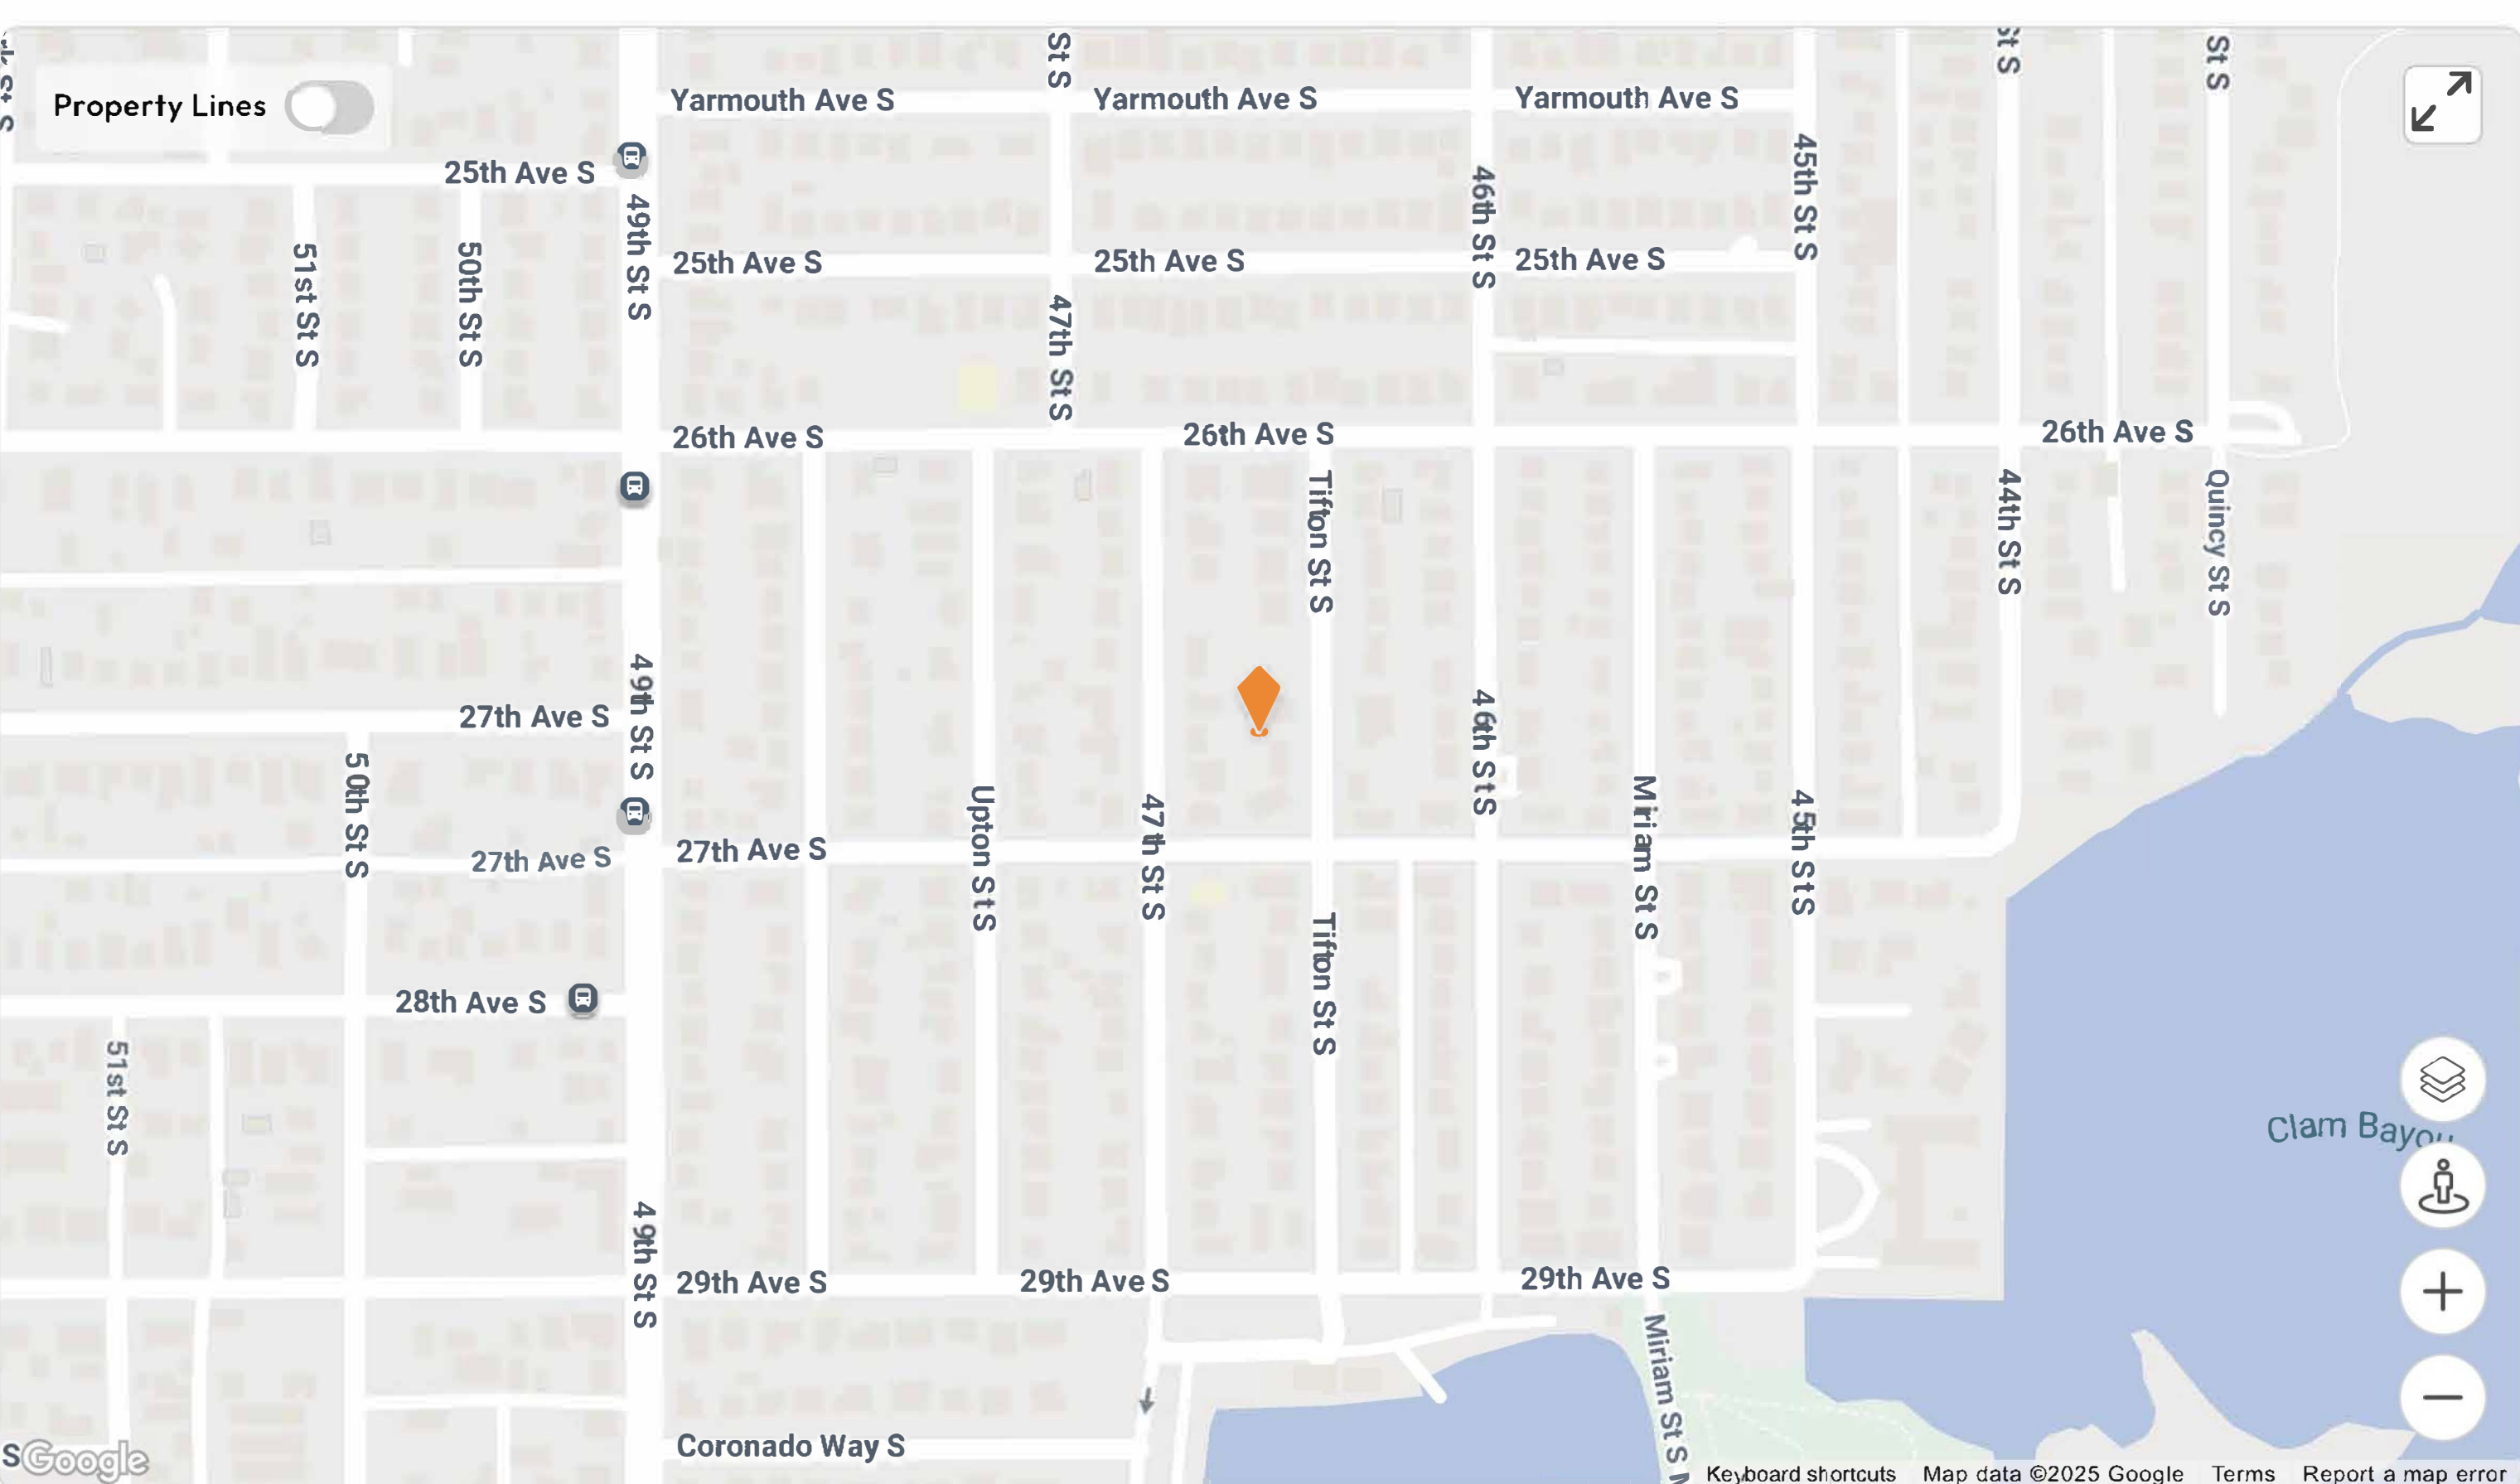 St S
St S
St S
Yarmouth Ave S
Yarmouth Ave S
Yarmouth Ave S
Property Lines
25th Ave S
45th St S
46th St S
49th St S
51st St S
50th St S
25th Ave S
25th Ave S
25th Ave S
47th St S
26th Ave S
26th Ave S
26th Ave S
Tifton St S
44th St S
Quincy St S
49th St S
27th Ave S
46th St S
50th St S
Upton St S
47th St S
Miriam St S
45th St S
27th Ave S
27th Ave S
Tifton St S
28th Ave S
51st St S
Clam Bayou
49th St S
29th Ave S
29th Ave S
29th Ave S
Miriam St S
Coronado Way S
S
Google
Keyboard shortcuts
Map data ©2025 Google
Terms
Report a map error